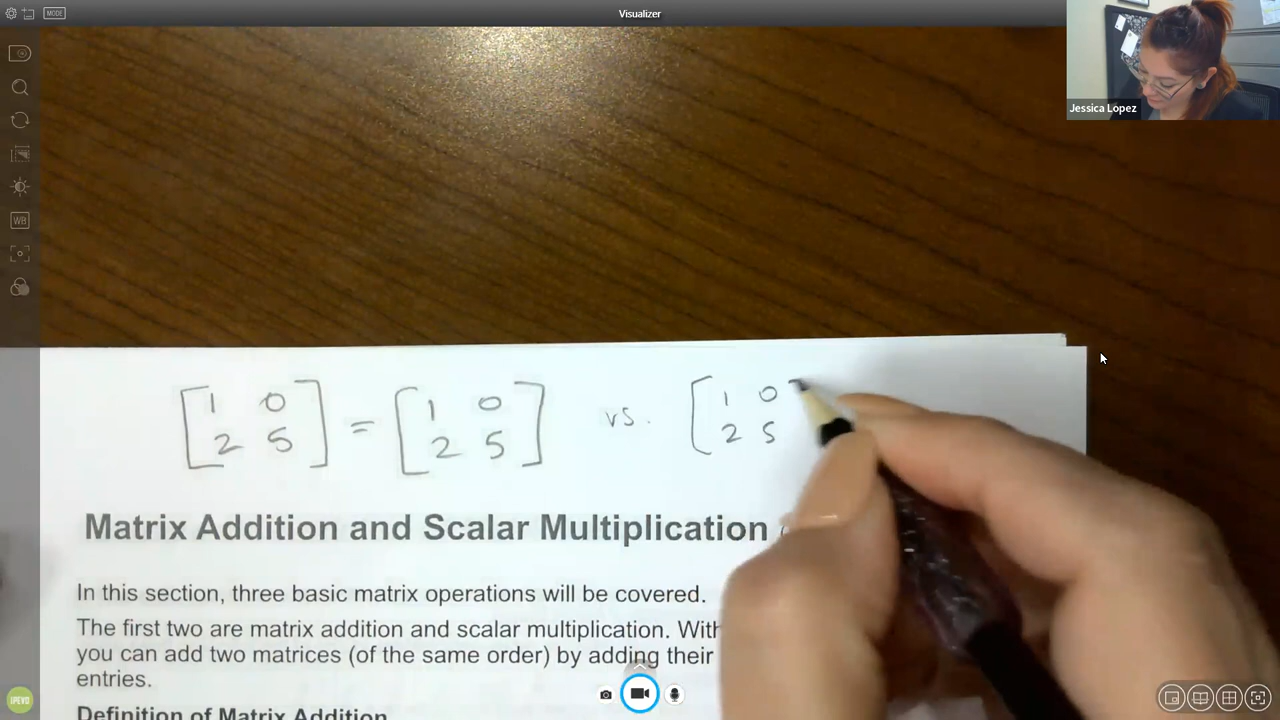 MODE
Visualizer
Jessica Lopez
WB
1 0
2 5
=
1 0
2 5
vs.
1 0
2 5
Matrix Addition and Scalar Multiplication
In this section, three basic matrix operations will be covered.
The first two are matrix addition and scalar multiplication. With
you can add two matrices (of the same order) by adding their
entries.
Definition of Matrix Addition
IPEVO